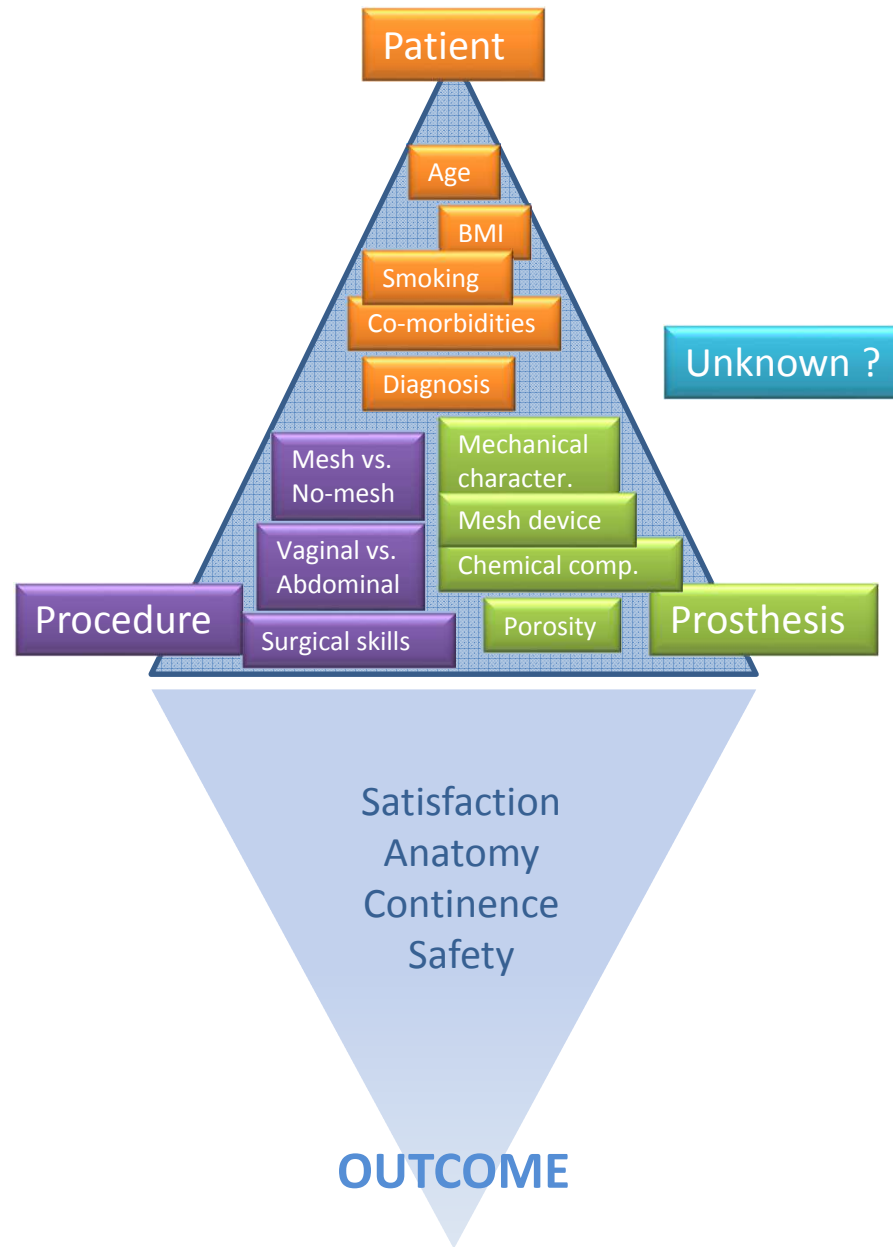 Patient
Age
BMI
Smoking
Co-morbidities
Unknown ?
Diagnosis
Mesh vs.
No-mesh
Mechanical
character.
Mesh device
Vaginal vs.
Abdominal
Chemical comp.
Procedure
Surgical skills
Porosity
Prosthesis
Satisfaction
Anatomy
Continence
Safety
OUTCOME